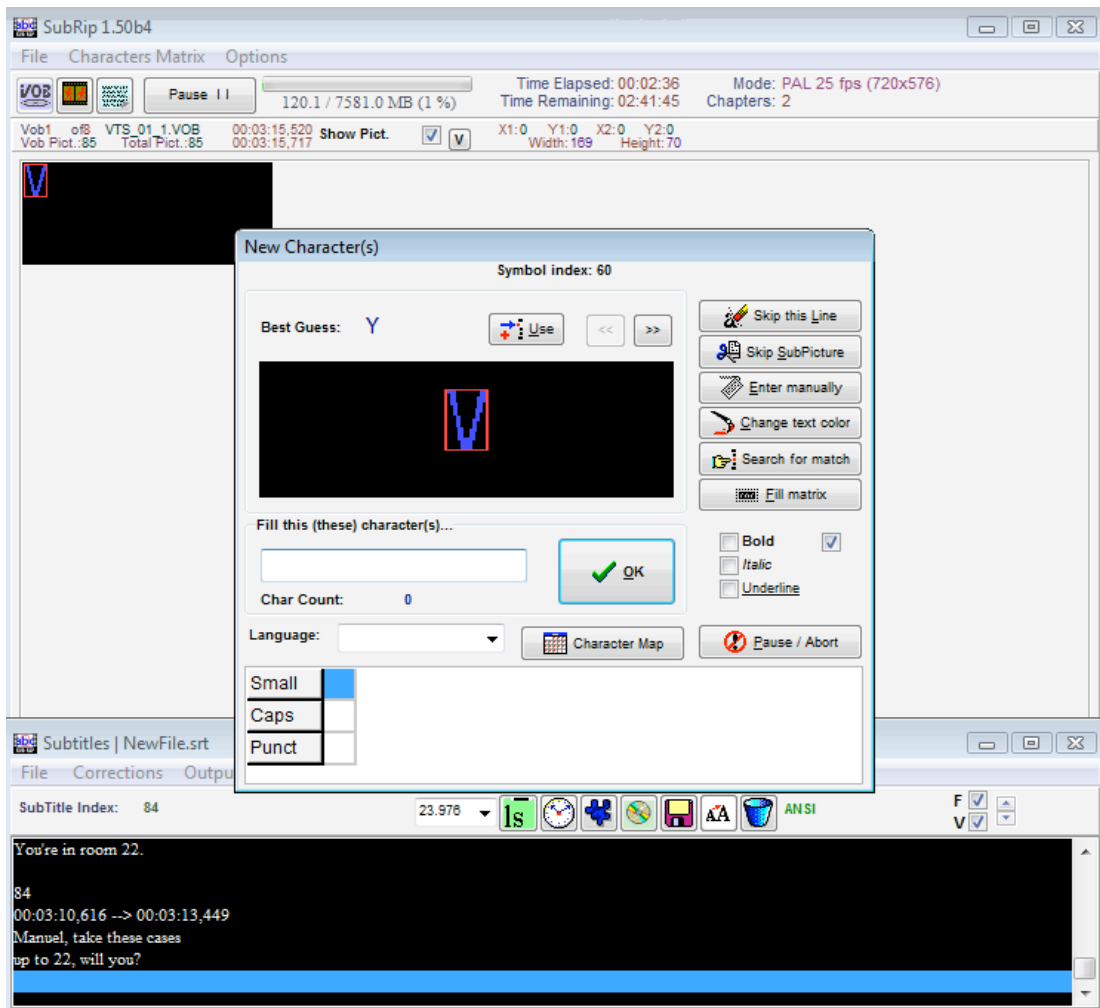 SubRip 1.50b4
File Characters Matrix Options
VOB
Pause II
120.1 / 7581.0 MB (1 %)
Time Elapsed: 00:02:36
Time Remaining: 02:41:45
Mode: PAL 25 fps (720x576)
Chapters: 2
Vob1 of8 VTS_01_1.VOB
Vob Pict.:85 Total Pict.:85
00:03:15,520
00:03:15,717
Show Pict.
V
X1:0 Y1:0 X2:0 Y2:0
Width:169 Height:70
V
New Character(s)
Symbol index: 60
Best Guess: Y
Use
<<
>>
V
Fill this (these) character(s)...
OK
Char Count: 0
Language:
Character Map
Skip this Line
Skip SubPicture
Enter manually
Change text color
Search for match
Fill matrix
Bold
Italic
Underline
Pause / Abort
Small
Caps
Punct
Subtitles | NewFile.srt
File Corrections Outpu
SubTitle Index: 84
23.976
1s
AA
ANSI
F
V
You're in room 22.
84
00:03:10,616 --> 00:03:13,449
Manuel, take these cases
up to 22, will you?